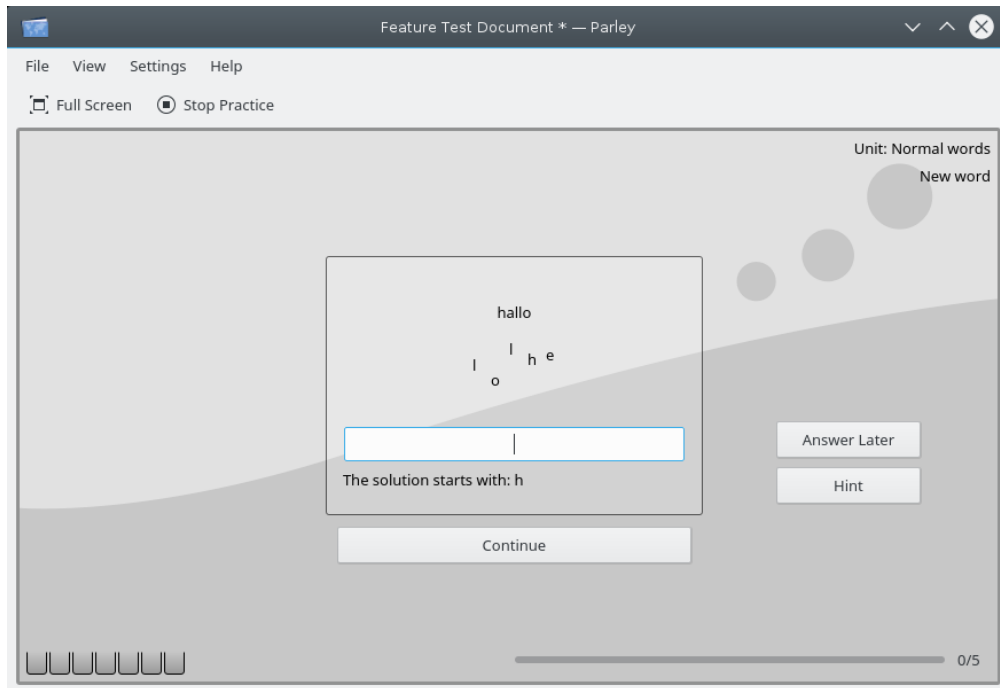 Feature Test Document * — Parley
File View Settings Help
Full Screen Stop Practice
Unit: Normal words
New word
hallo
l o l h e
The solution starts with: h
Answer Later
Hint
Continue
0/5